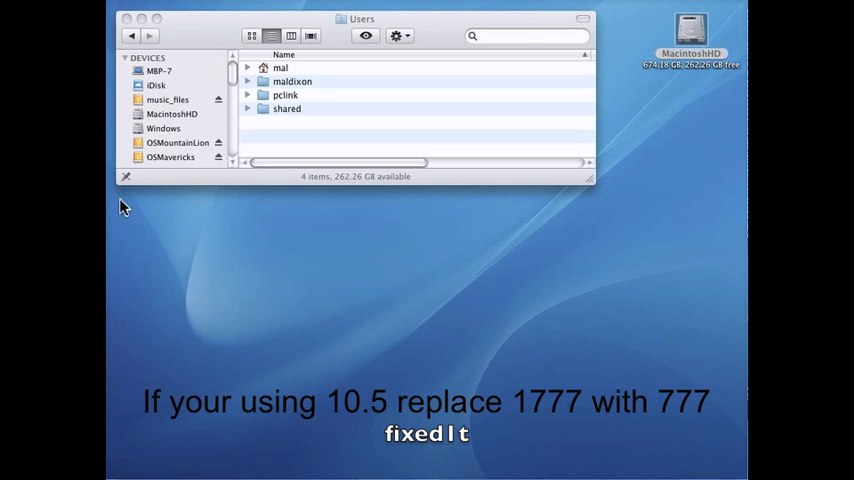 Users
Name
DEVICES
MBP-7
iDisk
music_files
MacintoshHD
Windows
OSMountainLion
OSMavericks
mal
maldixon
pclink
shared
4 items, 262.26 GB available
MacintoshHD
674.18 GB, 262.26 GB free
If your using 10.5 replace 1777 with 777
fixedIt